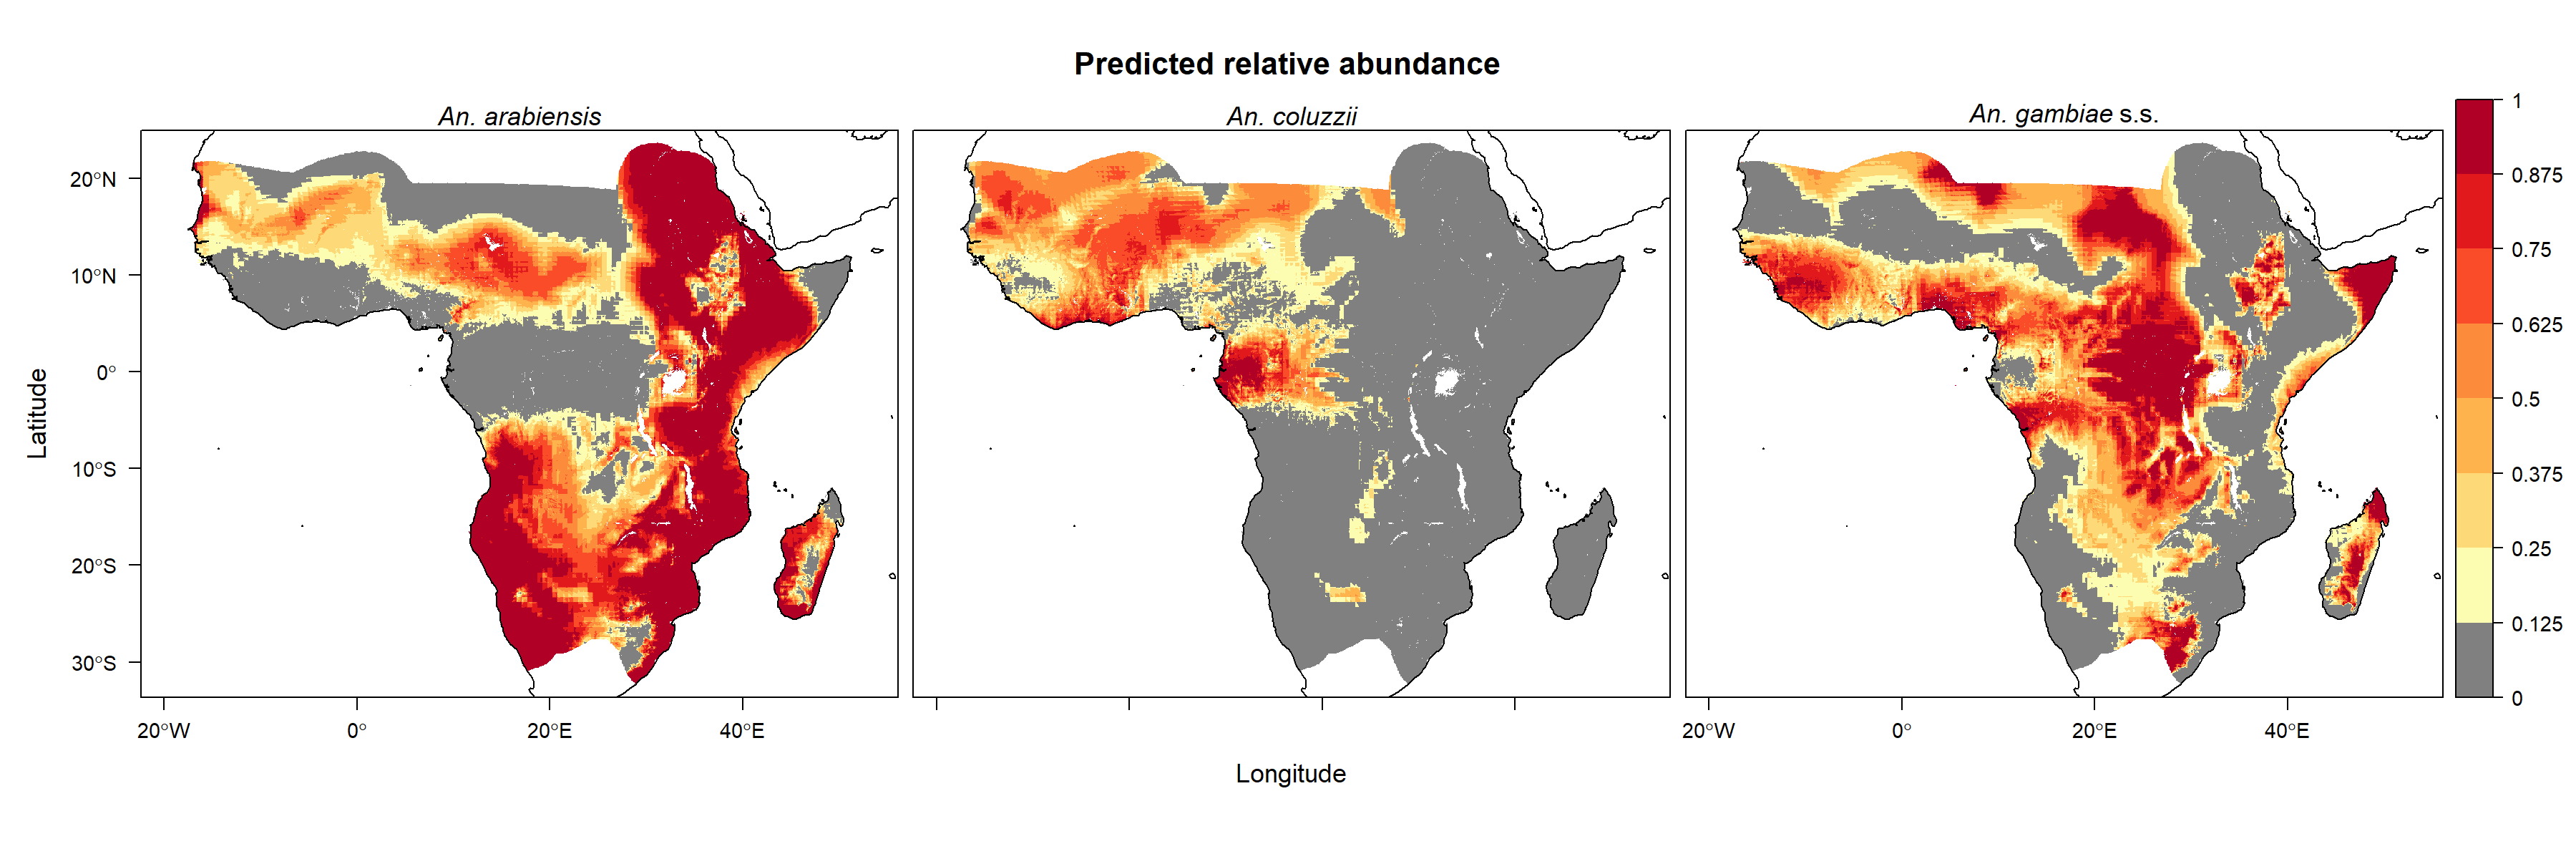 Predicted relative abundance
An. arabiensis
An. coluzzii
An. gambiae s.s.
Latitude
20°N
10°N
0°
10°S
20°S
30°S
20°W 0° 20°E 40°E
20°W 0° 20°E 40°E
Longitude
1
0.875
0.75
0.625
0.5
0.375
0.25
0.125
0